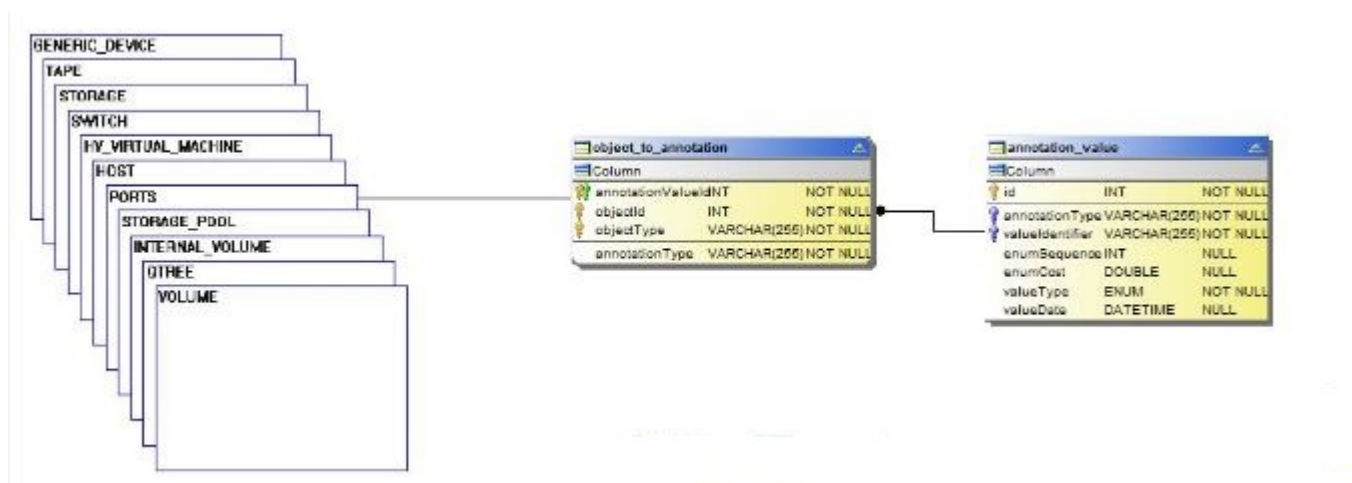 GENERIC_DEVICE
TAPE
STORAGE
SWITCH
HV_VIRTUAL_MACHINE
HOST
PORTS
STORAGE_POOL
INTERNAL_VOLUME
QTREE
VOLUME
object_to_annotation
Column
annotationValueId INT NOT NULL
objectId INT NOT NULL
objectType VARCHAR(255) NOT NULL
annotationType VARCHAR(255) NOT NULL
annotation_value
Column
id INT NOT NULL
annotationType VARCHAR(255) NOT NULL
valueIdentifier VARCHAR(255) NOT NULL
enumSequence INT NULL
enumCost DOUBLE NULL
valueType ENUM NOT NULL
valueDate DATETIME NULL